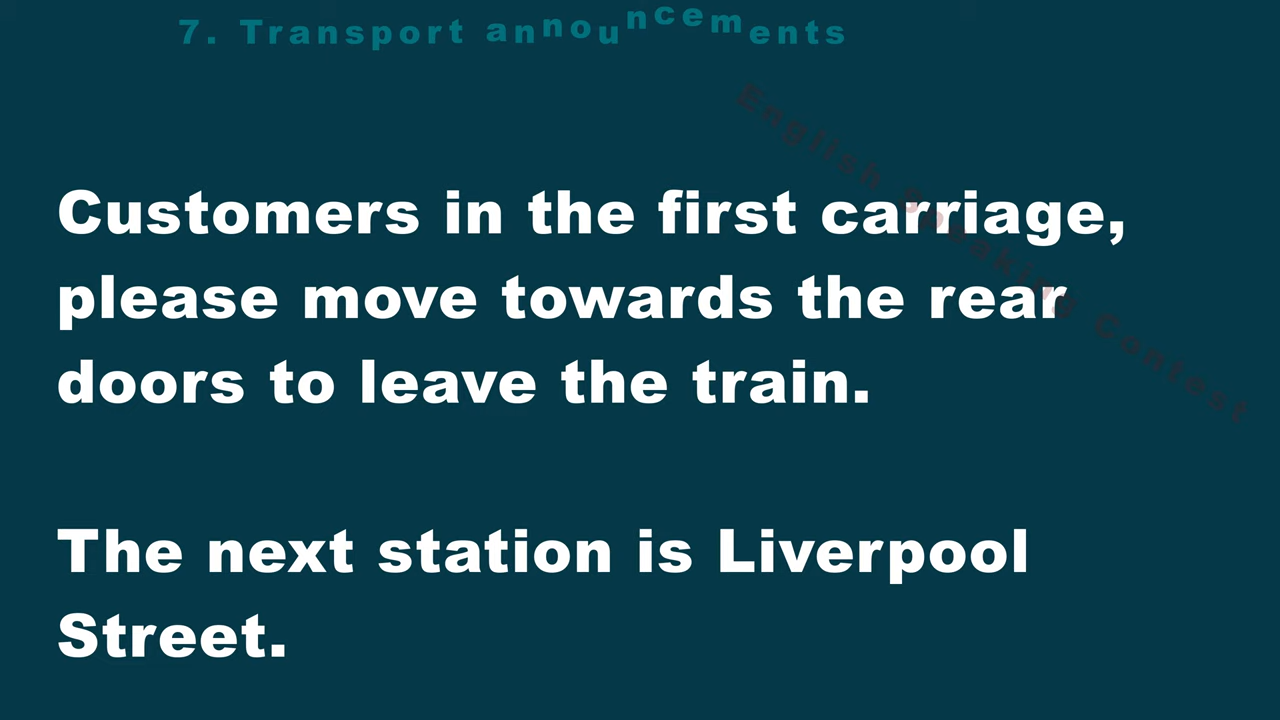 7. Transport announcements
English speaking Contest
Customers in the first carriage,
please move towards the rear
doors to leave the train.
The next station is Liverpool
Street.